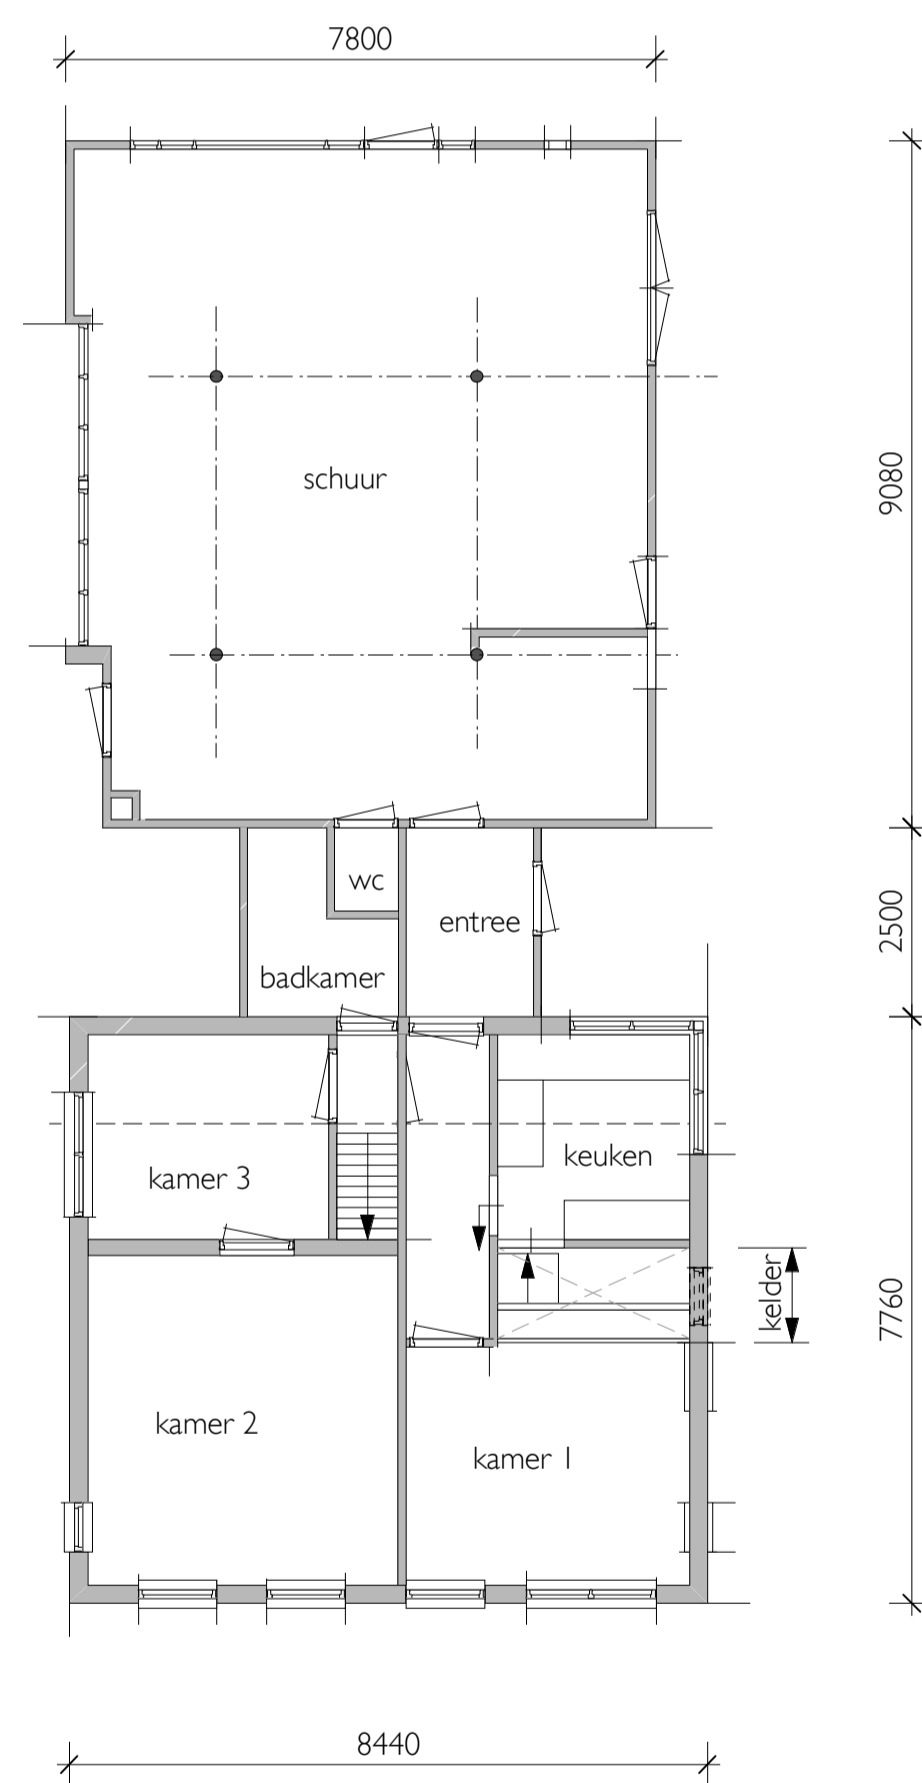 7800
9080
schuur
wc
entree
2500
badkamer
keuken
kamer 3
kelder
7760
kamer 2
kamer 1
8440